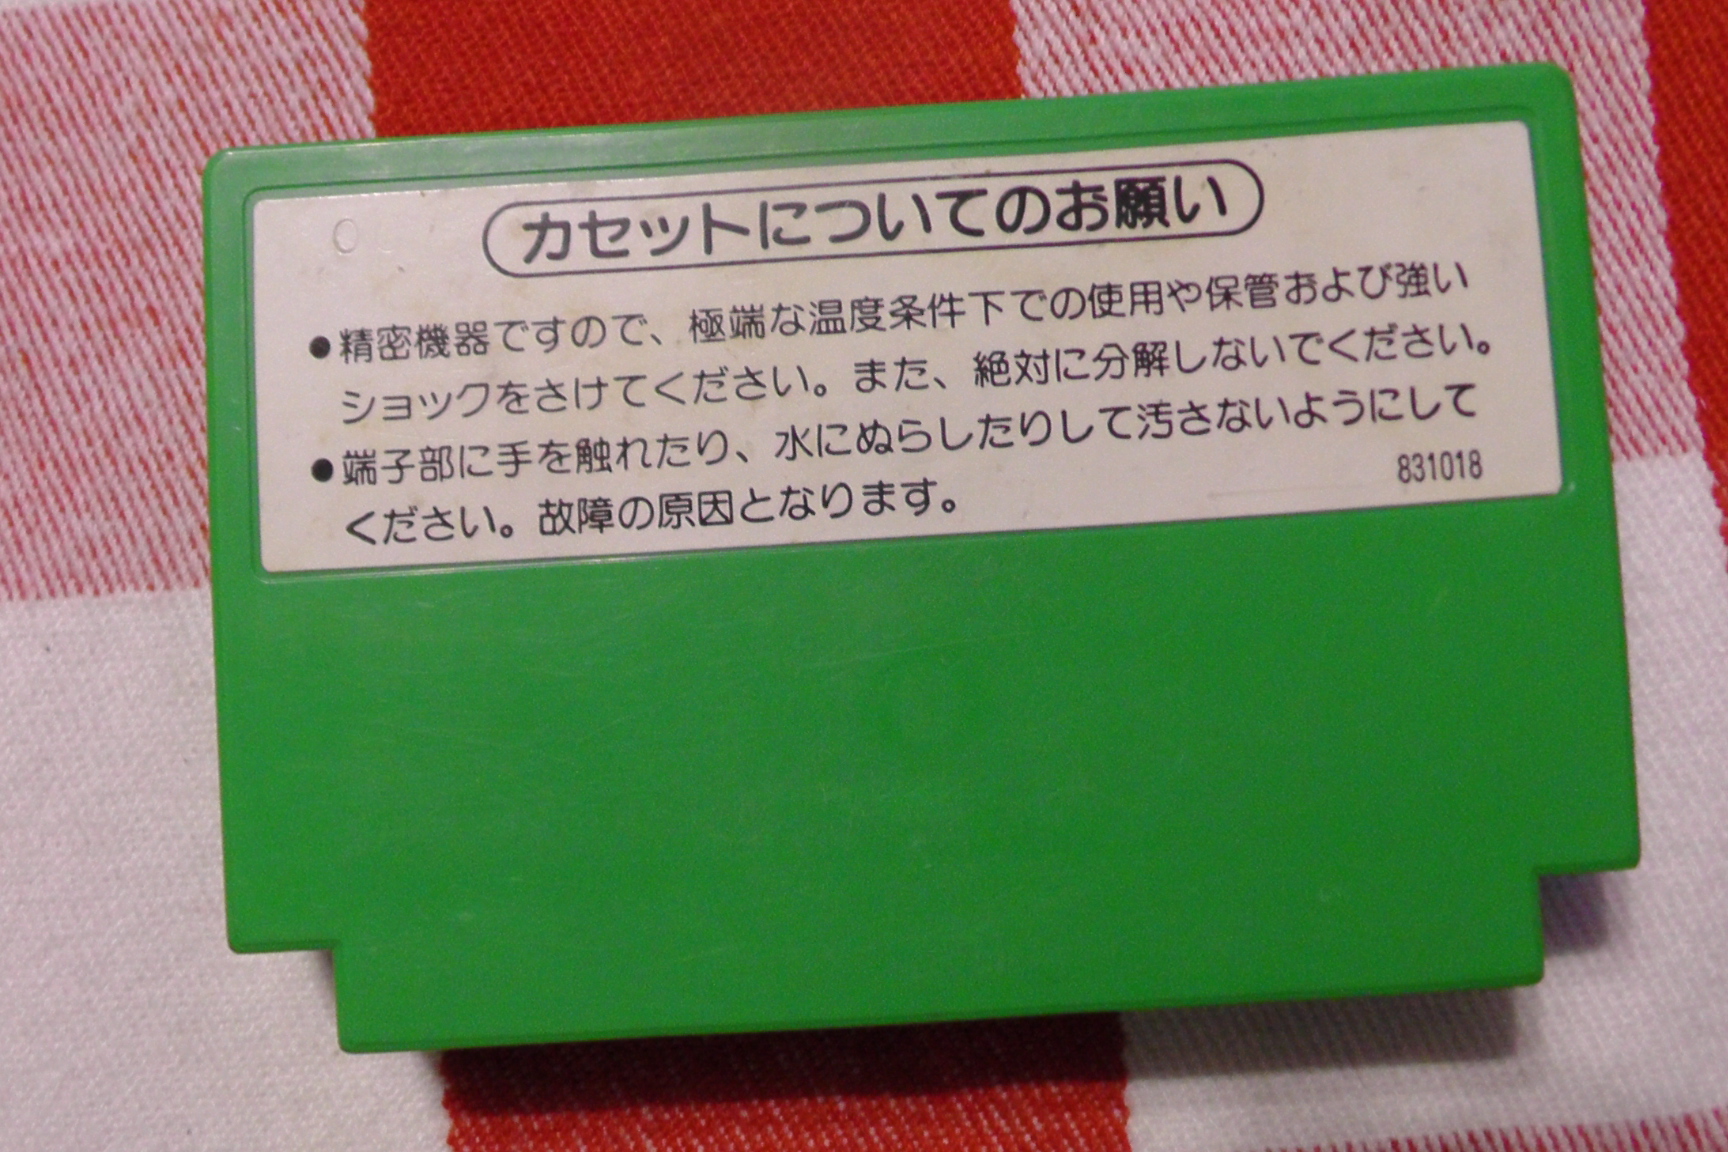 カセットについてのお願い
●精密機器ですので、極端な温度条件下での使用や保管および強い
ショックをさけてください。また、絶対に分解しないでください。
●端子部に手を触れたり、水にぬらしたりして汚さないようにして
ください。故障の原因となります。
831018